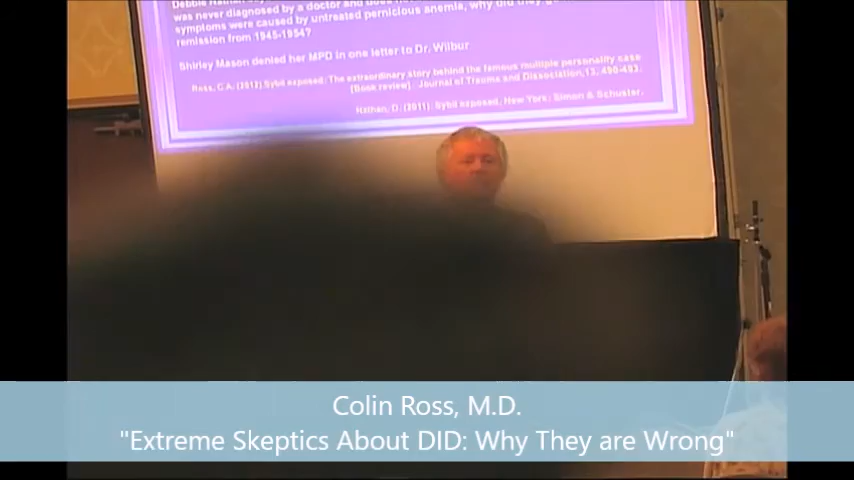 was never diagnosed by a doctor and does
symptoms were caused by untreated pernicious anemia, why did they go
remission from 1945-1954?
Shirley Mason denied her MPD in one letter to Dr. Wilbur
Ross, C.A. (2012) Sybil exposed: The extraordinary story behind the famous multiple personality case
[Book review]. Journal of Trauma and Dissociation, 13, 490-493.
Nathan, D. (2011). Sybil exposed. New York: Simon & Schuster.
Colin Ross, M.D.
"Extreme Skeptics About DID: Why They are Wrong"